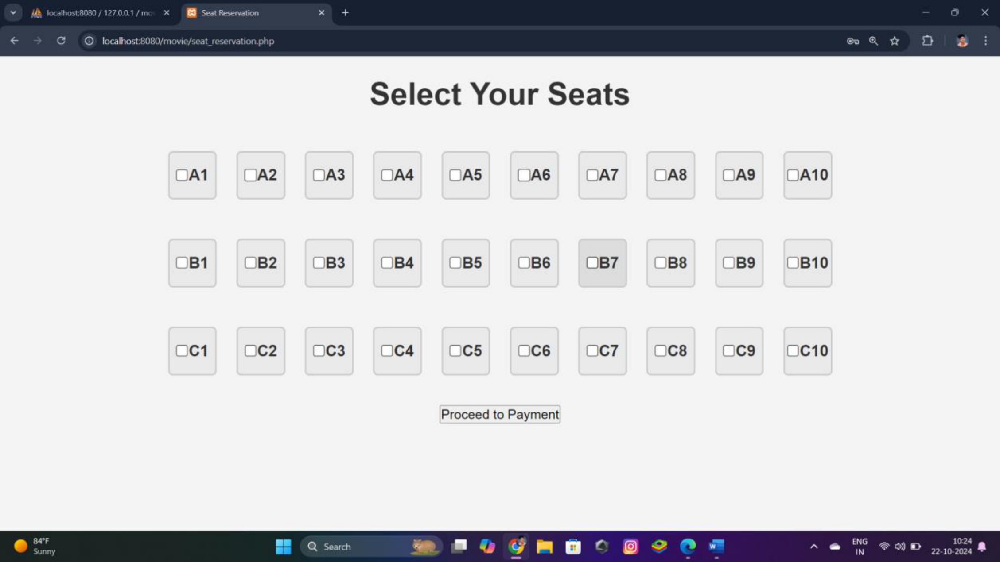 localhost:8080 / 127.0.0.1 / mo
Seat Reservation
localhost:8080/movie/seat_reservation.php
Select Your Seats
A1 A2 A3 A4 A5 A6 A7 A8 A9 A10
B1 B2 B3 B4 B5 B6 B7 B8 B9 B10
C1 C2 C3 C4 C5 C6 C7 C8 C9 C10
Proceed to Payment
84°F
Sunny
Search
ENG
IN
10:24
22-10-2024